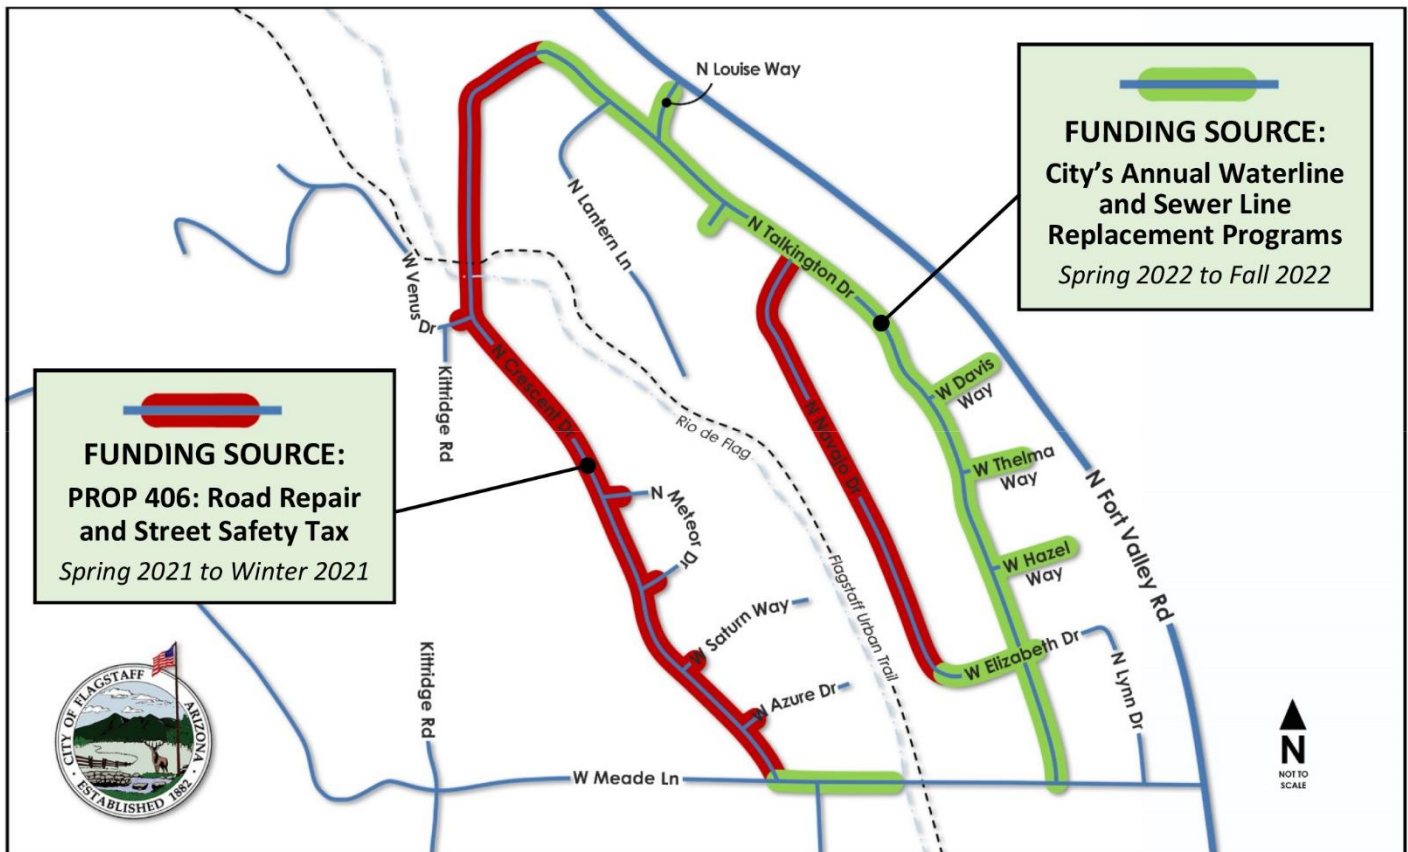 N Louise Way
FUNDING SOURCE:
City's Annual Waterline
and Sewer Line
Replacement Programs
Spring 2022 to Fall 2022
N Lantern Ln
N Talkington Dr
W Venus
Dr
Kittridge Rd
N Crescent Dr
FUNDING SOURCE:
PROP 406: Road Repair
and Street Safety Tax
Spring 2021 to Winter 2021
Rio de Flag
N Navajo Dr
W Davis
Way
W Thelma
Way
W Hazel
Way
N Fort Valley Rd
N Meteor Dr
Flagstaff Urban Trail
W Saturn Way
W Elizabeth Dr
N Lynn Dr
W Azure Dr
Kittridge Rd
W Meade Ln
CITY OF FLAGSTAFF
ARIZONA
ESTABLISHED 1882
N
NOT TO
SCALE